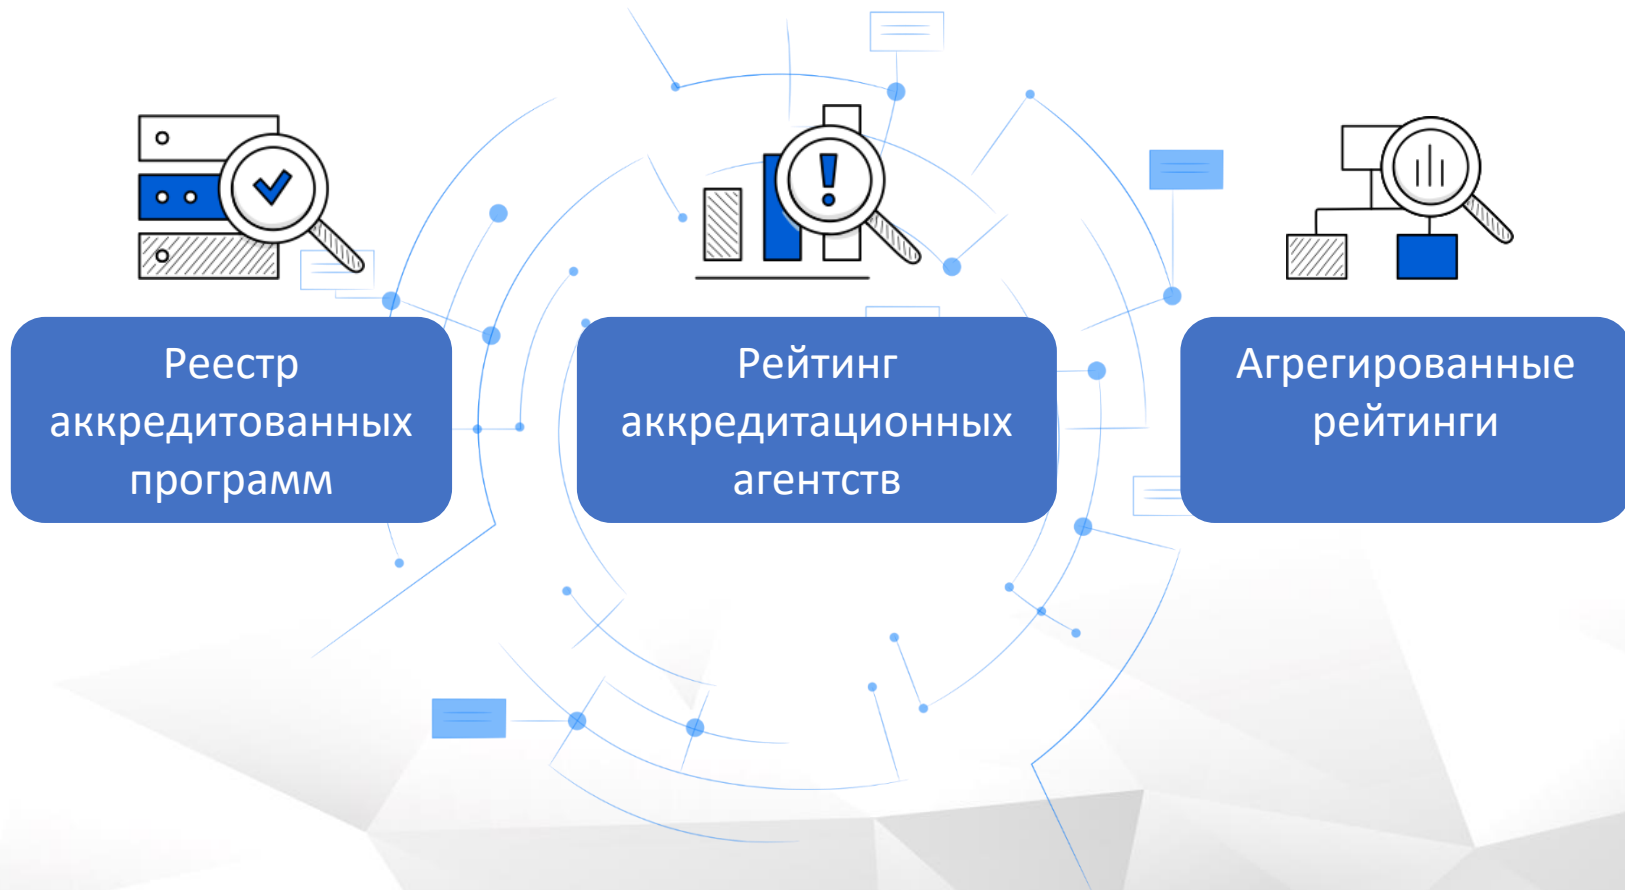 Реестр
аккредитованных
программ
Рейтинг
аккредитационных
агентств
Агрегированные
рейтинги